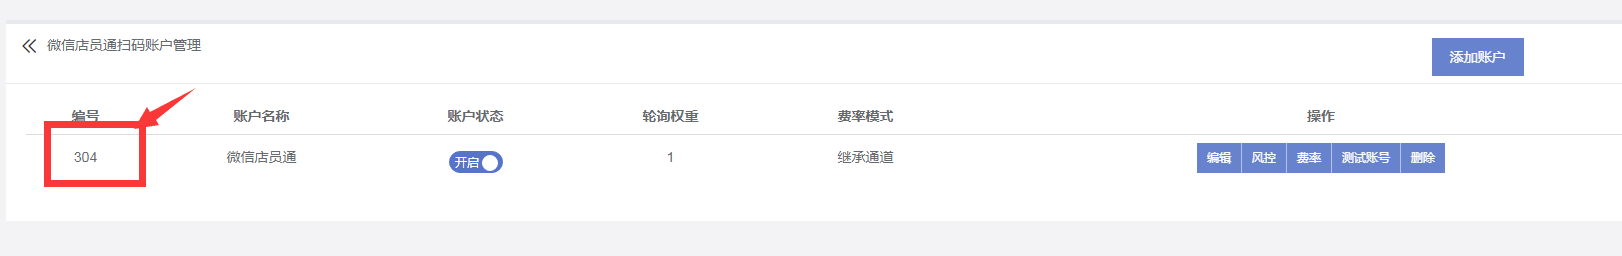 微信店员通扫码账户管理
添加账户
编号 账户名称 账户状态 轮询权重 费率模式 操作
304 微信店员通 开启 1 继承通道 编辑 风控 费率 测试账号 删除